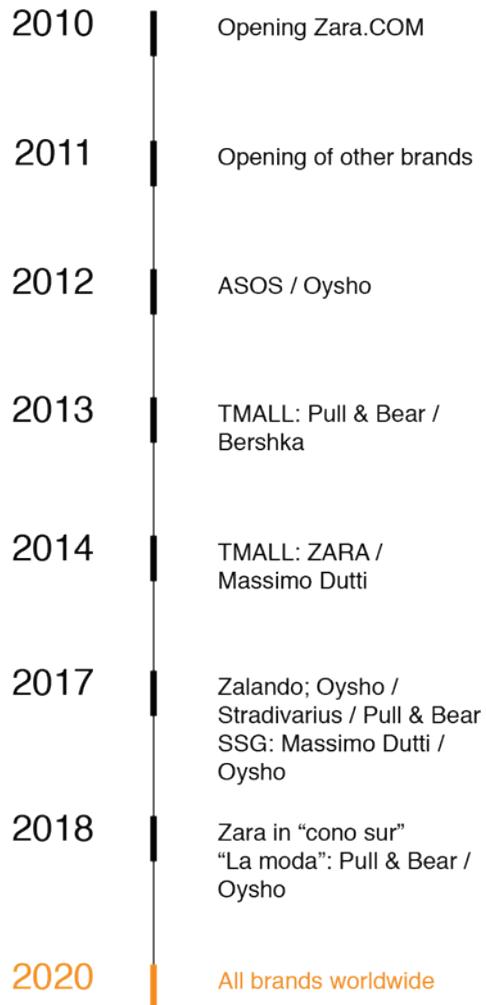 2010
Opening Zara.COM
2011
Opening of other brands
2012
ASOS / Oysho
2013
TMALL: Pull & Bear /
Bershka
2014
TMALL: ZARA /
Massimo Dutti
2017
Zalando; Oysho /
Stradivarius / Pull & Bear
SSG: Massimo Dutti /
Oysho
2018
Zara in “cono sur”
“La moda”: Pull & Bear /
Oysho
2020
All brands worldwide